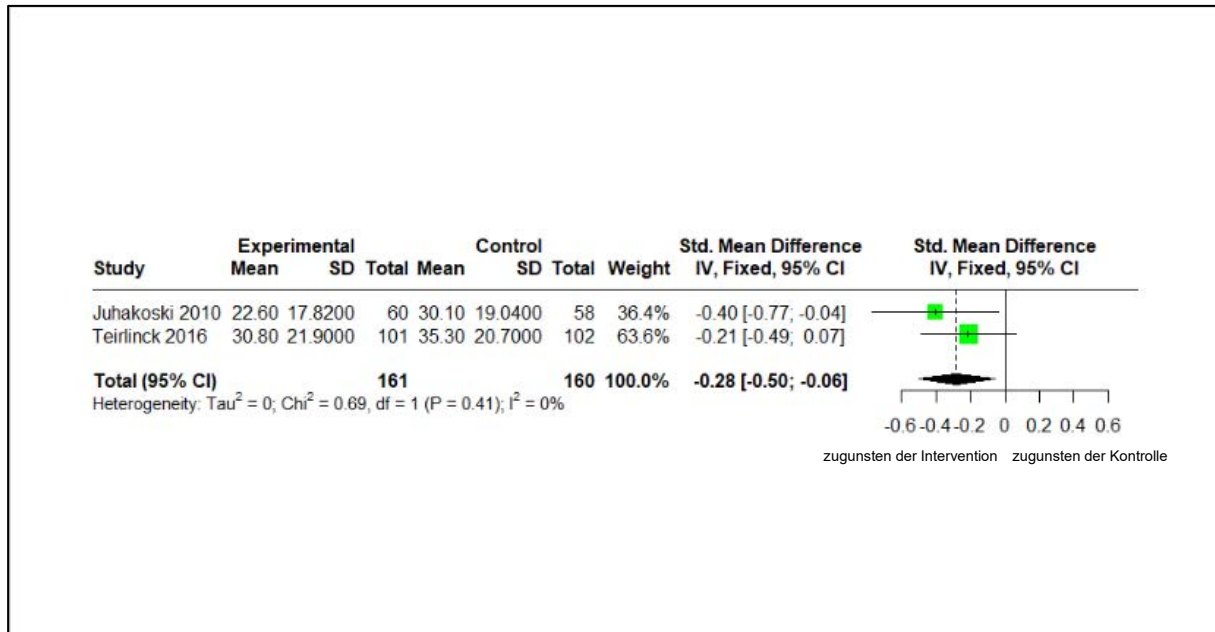 Experimental Control Std. Mean Difference Std. Mean Difference
Study Mean SD Total Mean SD Total Weight IV, Fixed, 95% CI IV, Fixed, 95% CI
Juhakoski 2010 22.60 17.8200 60 30.10 19.0400 58 36.4% -0.40 [-0.77; -0.04]
Teirlinck 2016 30.80 21.9000 101 35.30 20.7000 102 63.6% -0.21 [-0.49; 0.07]
Total (95% CI) 161 160 100.0% -0.28 [-0.50; -0.06]
Heterogeneity: Tau² = 0; Chi² = 0.69, df = 1 (P = 0.41); I² = 0%
-0.6 -0.4 -0.2 0 0.2 0.4 0.6
zugunsten der Intervention zugunsten der Kontrolle